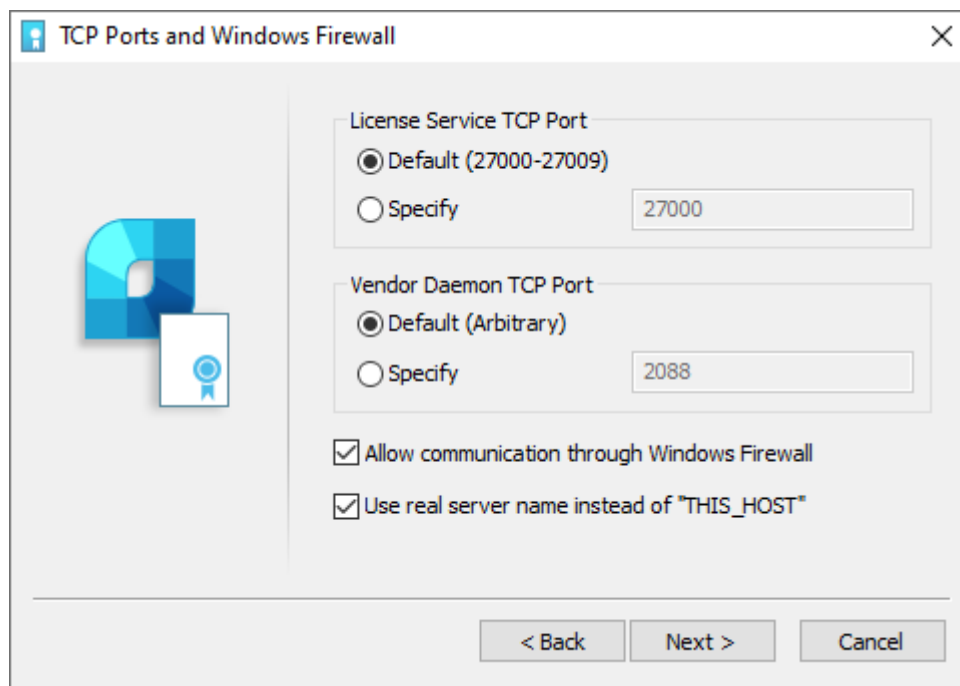 TCP Ports and Windows Firewall
License Service TCP Port
Default (27000-27009)
Specify 27000
Vendor Daemon TCP Port
Default (Arbitrary)
Specify 2088
Allow communication through Windows Firewall
Use real server name instead of "THIS_HOST"
< Back Next > Cancel